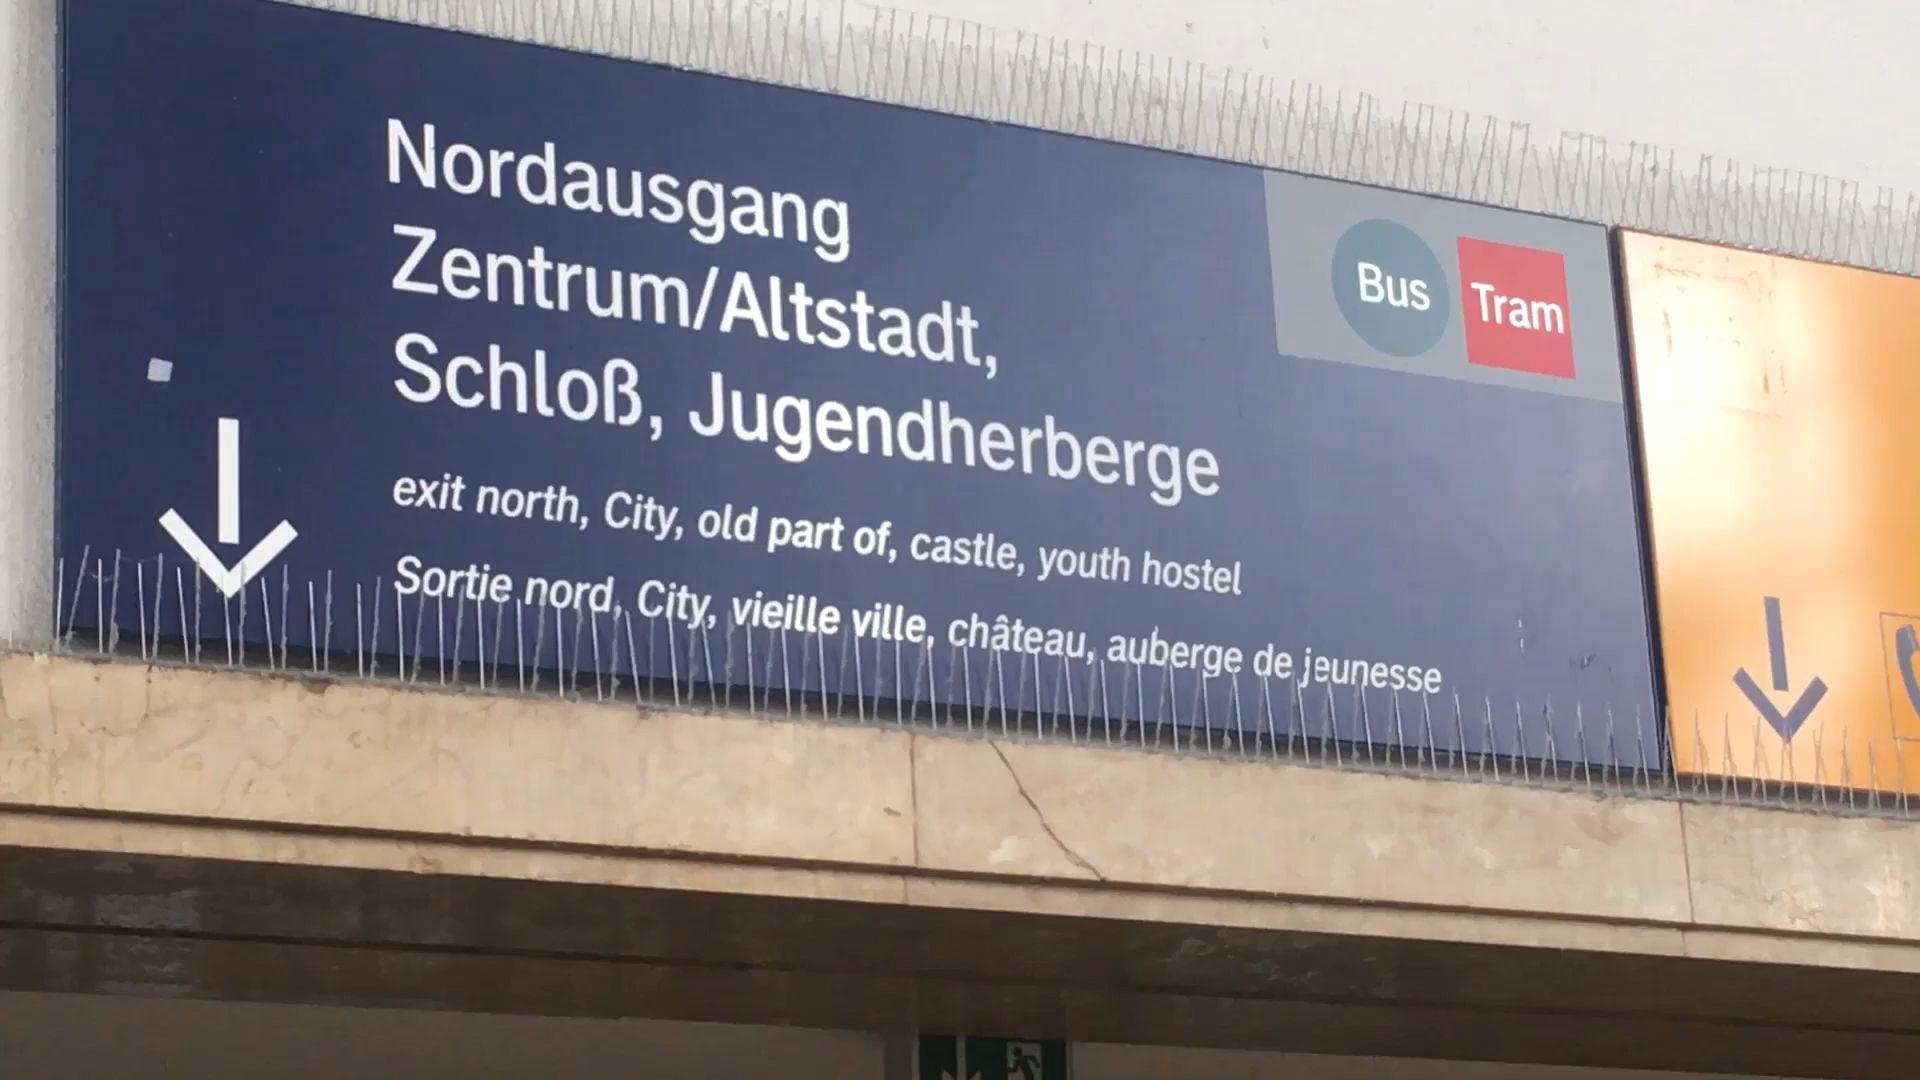 Nordausgang
Zentrum/Altstadt,
Schloß, Jugendherberge
exit north, City, old part of, castle, youth hostel
Sortie nord, City, vieille ville, château, auberge de jeunesse
Bus
Tram